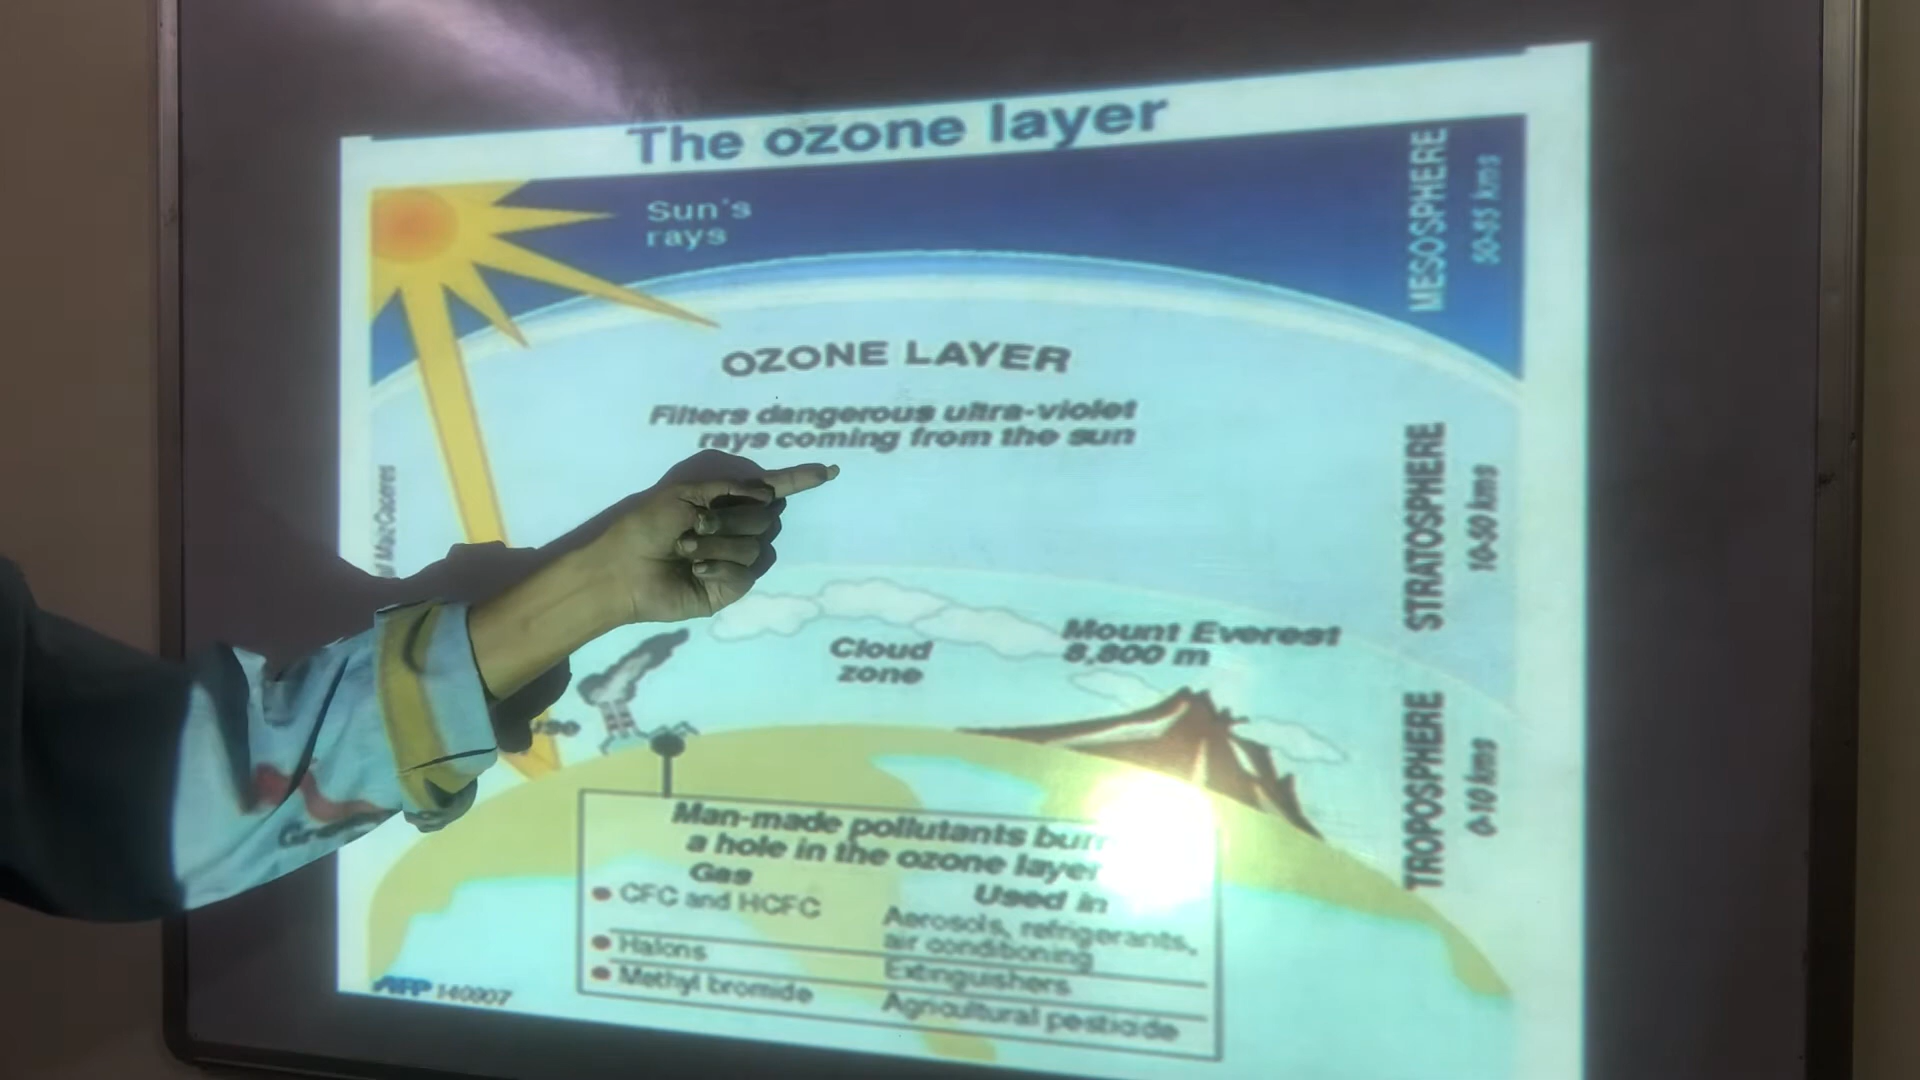 The ozone layer
Sun's
rays
MESOSPHERE
50-85 kms
OZONE LAYER
Filters dangerous ultra-violet
rays coming from the sun
STRATOSPHERE
10-50 kms
Cloud
zone
Mount Everest
8,800 m
TROPOSPHERE
0-10 kms
Man-made pollutants
a hole in the ozone layer
Gas
Used in
CFC and HCFC
Aerosols, refrigerants,
air conditioning
Halons
Extinguishers
Methyl bromide
Agricultural pesticide
AFP 140907